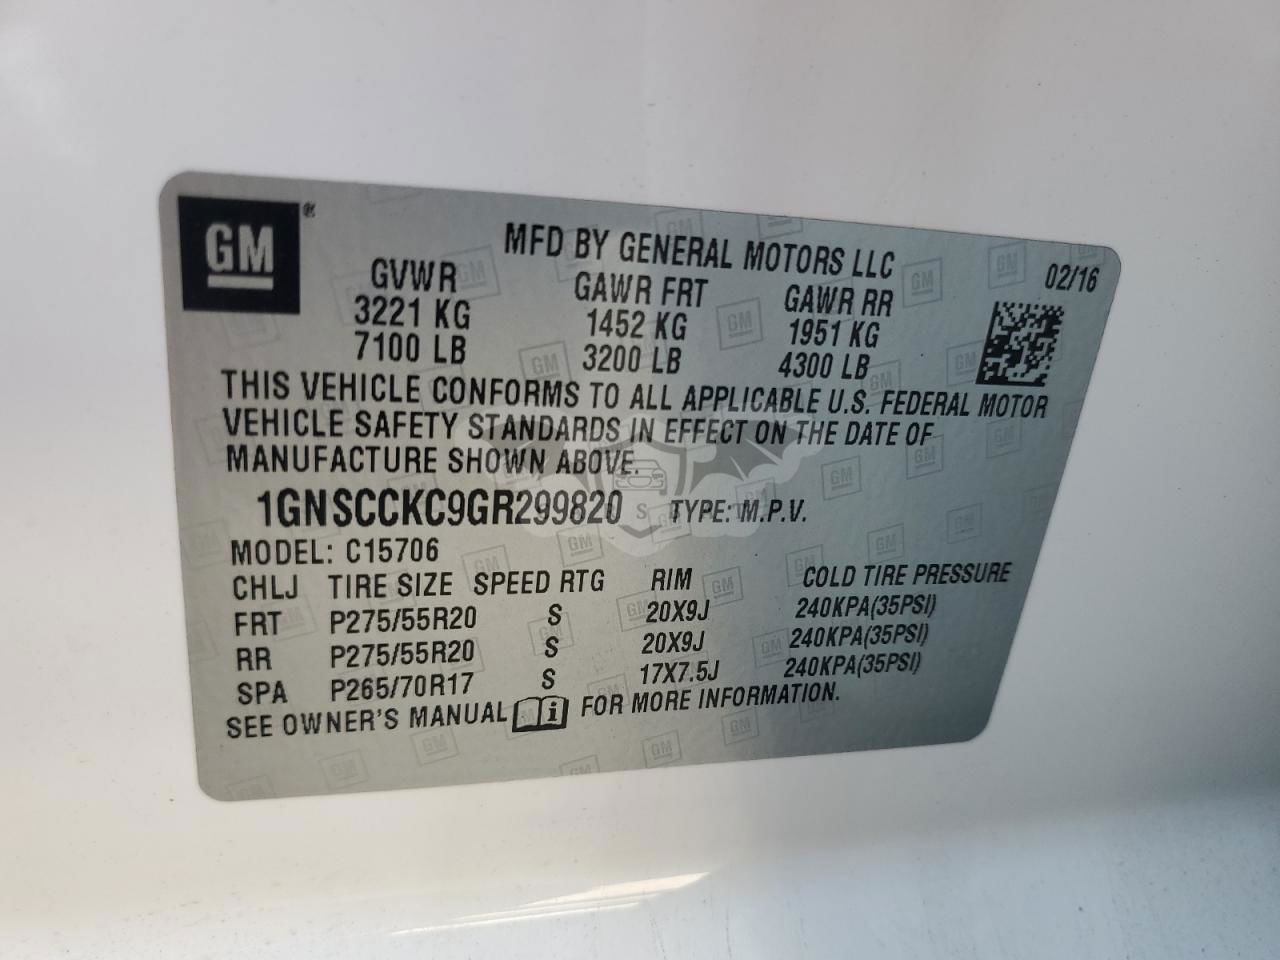 GM®
MFD BY GENERAL MOTORS LLC
02/16
GVWR GAWR FRT GAWR RR
3221 KG 1452 KG 1951 KG
7100 LB 3200 LB 4300 LB
THIS VEHICLE CONFORMS TO ALL APPLICABLE U.S. FEDERAL MOTOR
VEHICLE SAFETY STANDARDS IN EFFECT ON THE DATE OF
MANUFACTURE SHOWN ABOVE.
1GNSCCKC9GR299820 TYPE: M.P.V.
MODEL: C15706
CHLJ TIRE SIZE SPEED RTG RIM COLD TIRE PRESSURE
FRT P275/55R20 S 20X9J 240KPA(35PSI)
RR P275/55R20 S 20X9J 240KPA(35PSI)
SPA P265/70R17 S 17X7.5J 240KPA(35PSI)
SEE OWNER'S MANUAL i FOR MORE INFORMATION.